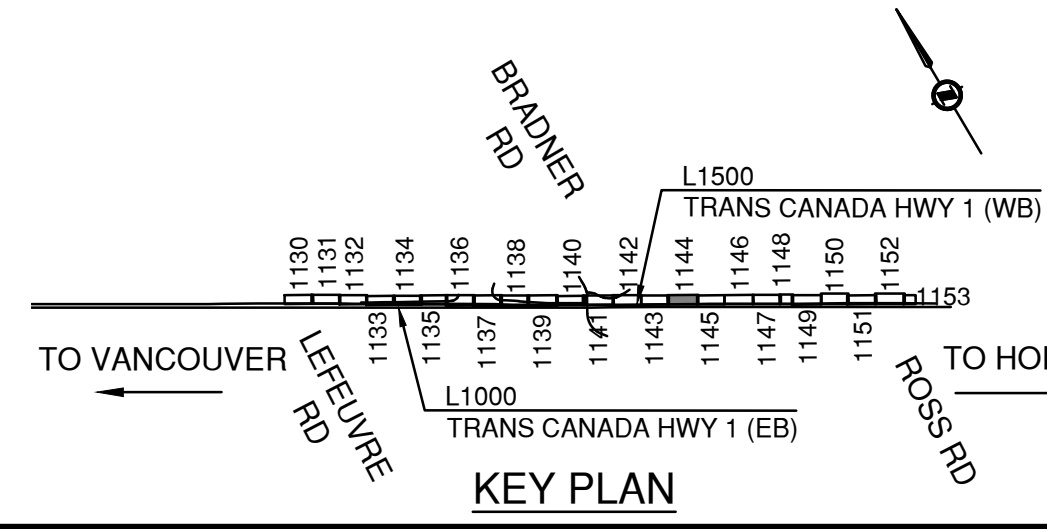 BRADNER
RD
L1500
TRANS CANADA HWY 1 (WB)
1130
1131
1132
1134
1136
1138
1140
1142
1144
1146
1148
1150
1152
1153
1133
1135
1137
1139
1141
1143
1145
1147
1149
1151
TO VANCOUVER
LEFEUVRE
RD
L1000
TRANS CANADA HWY 1 (EB)
ROSS RD
TO
KEY PLAN